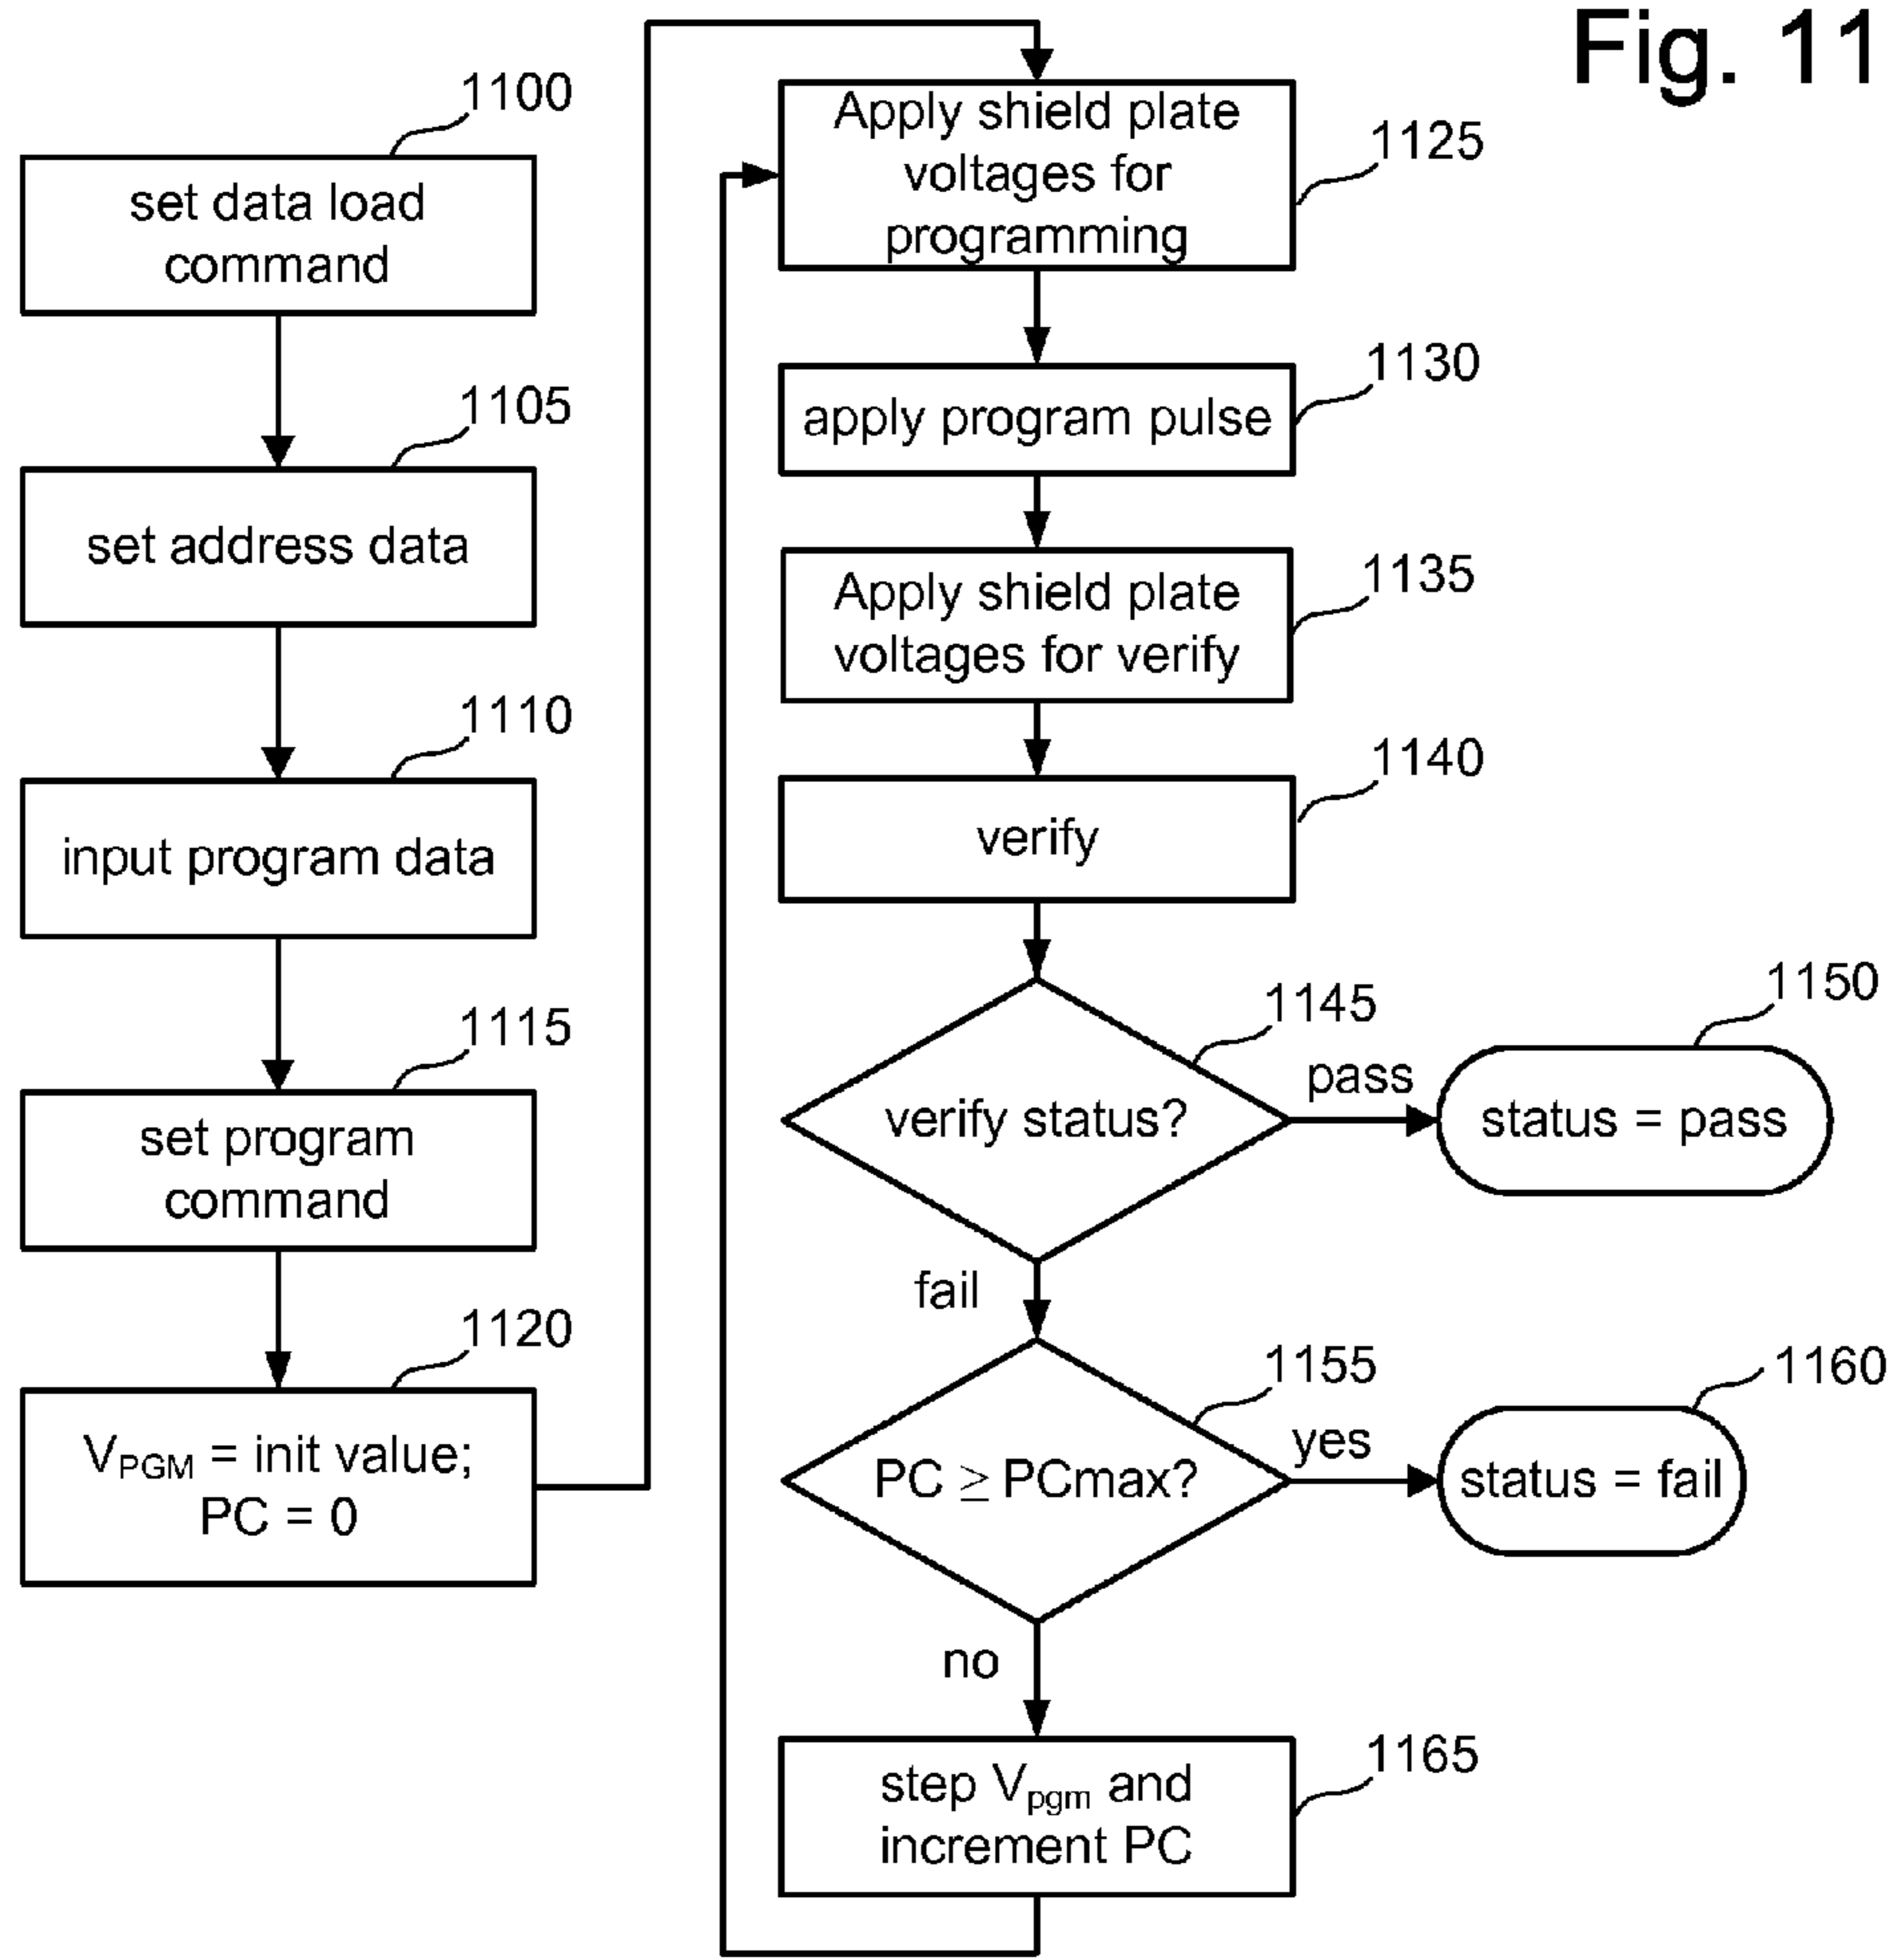 Fig. 11
1100
set data load
command
1105
set address data
1110
input program data
1115
set program
command
1120
VPGM = init value;
PC = 0
1125
Apply shield plate
voltages for
programming
1130
apply program pulse
1135
Apply shield plate
voltages for verify
1140
verify
1145
verify status?
pass
1150
status = pass
fail
1155
PC ≥ PCmax?
yes
1160
status = fail
no
1165
step Vpgm and
increment PC